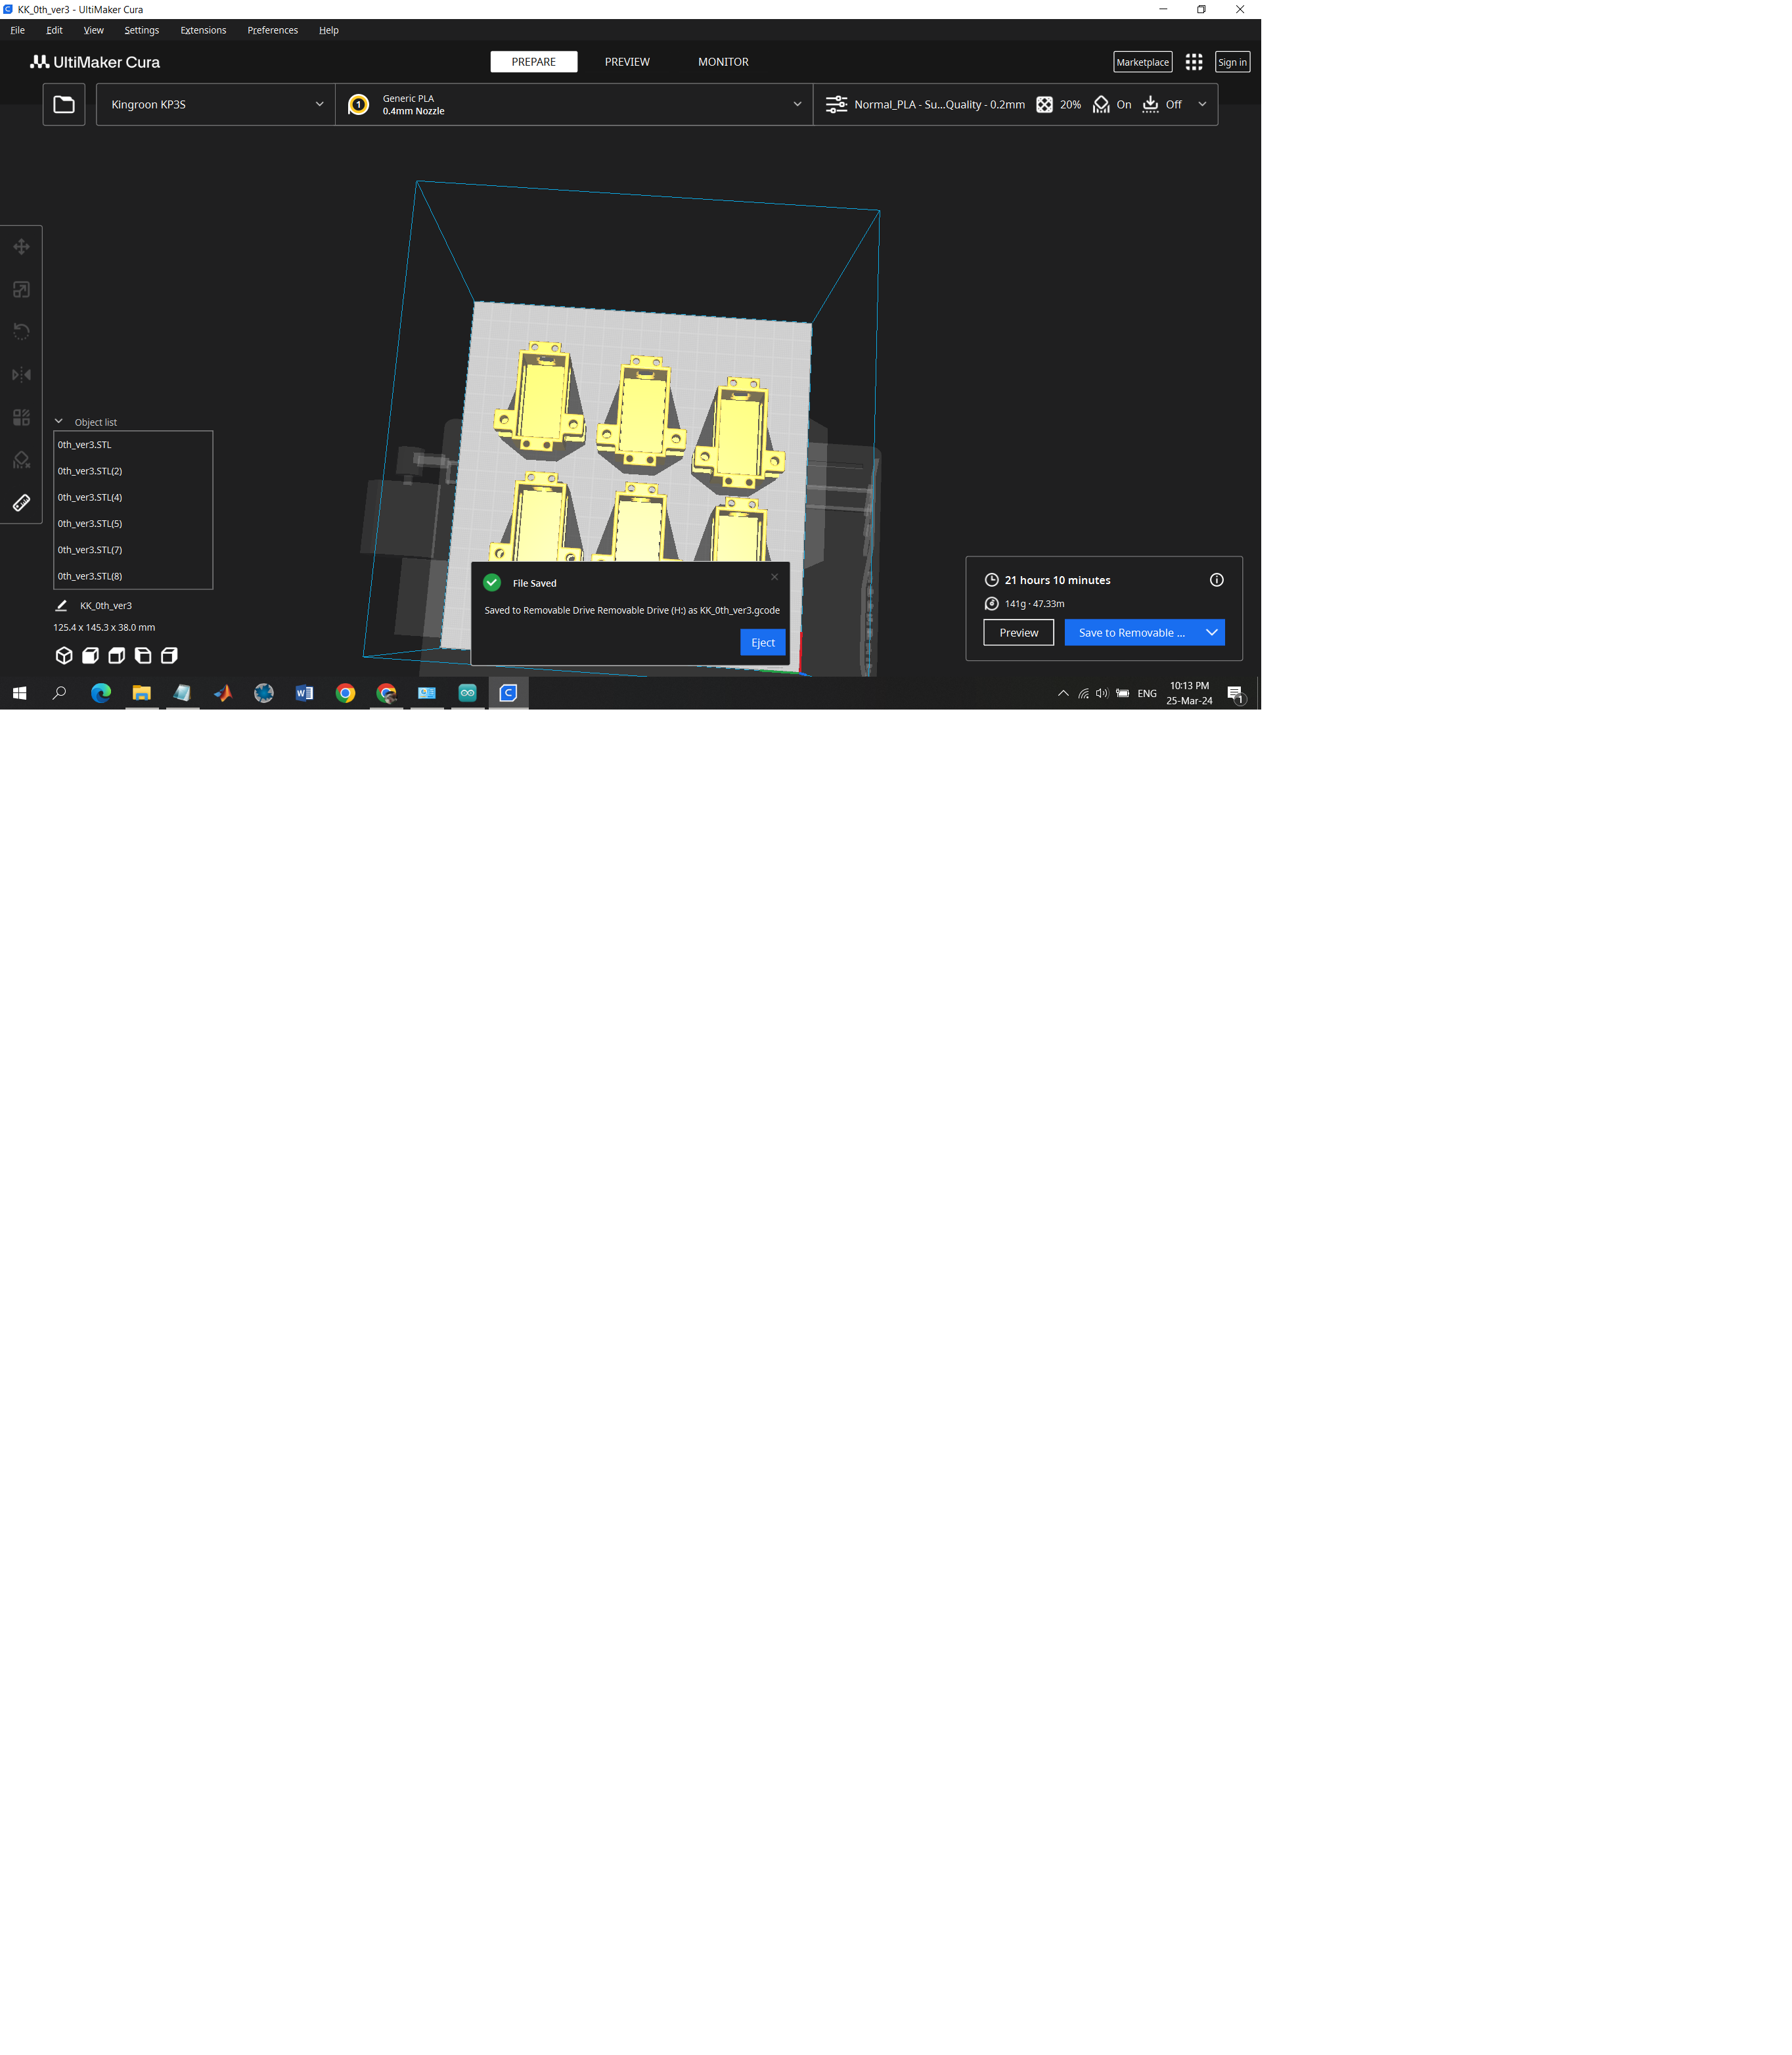 KK_0th_ver3 - UltiMaker Cura
File Edit View Settings Extensions Preferences Help
UltiMaker Cura
PREPARE PREVIEW MONITOR
Marketplace Sign in
Kingroon KP3S
1
Generic PLA
0.4mm Nozzle
Normal_PLA - Su...Quality - 0.2mm 20% On Off
Object list
0th_ver3.STL
0th_ver3.STL(2)
0th_ver3.STL(4)
0th_ver3.STL(5)
0th_ver3.STL(7)
0th_ver3.STL(8)
KK_0th_ver3
125.4 x 145.3 x 38.0 mm
File Saved
Saved to Removable Drive Removable Drive (H:) as KK_0th_ver3.gcode
Eject
21 hours 10 minutes
141g · 47.33m
Preview Save to Removable ...
ENG
10:13 PM
25-Mar-24
1